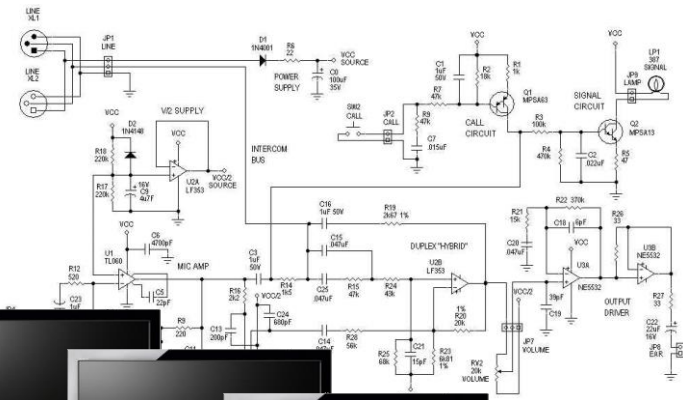 LINE
XL1
JP1
LINE
LINE
XL2
D1
1N4001
R6
22
VCC
SOURCE
POWER
SUPPLY
C0
100uF
35V
SW2
CALL
JP2
CALL
C1
1uF
50V
VCC
R2
10k
R1
1k
R7
47k
R9
47k
C7
.015uF
Q1
MPSA63
CALL
CIRCUIT
VCC
LP1
387
SIGNAL
JP9
LAMP
SIGNAL
CIRCUIT
R3
100k
Q2
MPSA13
R4
470k
C2
.022uF
R5
47
VCC
V/2 SUPPLY
D2
1N4148
VCC
R18
220k
R17
220k
16V
C9
4u7F
U2A
LF353
VCC/2
SOURCE
INTERCOM
BUS
VCC
C6
4700pF
U1
TL060
MIC AMP
R12
520
C23
1uF
C5
22pF
R9
220
C3
1uF
50V
R16
2k2
C13
200pF
VCC/2
C24
680pF
R14
1k5
C16
1uF 50V
C15
.047uF
C25
.047uF
R15
47k
R19
2k67 1%
R24
43k
DUPLEX "HYBRID"
U2B
LF353
C14
R28
56k
R25
68k
C21
15pF
R23
6k81
1%
1%
R20
20k
RV2
20k
VOLUME
JP7
VOLUME
VCC/2
R21
15k
C20
.047uF
R22 370k
C18
6pF
VCC
U3A
NE5532
39pF
C19
R26
33
U3B
NE5532
OUTPUT
DRIVER
R27
33
C22
22uF
16V
JP8
EAR